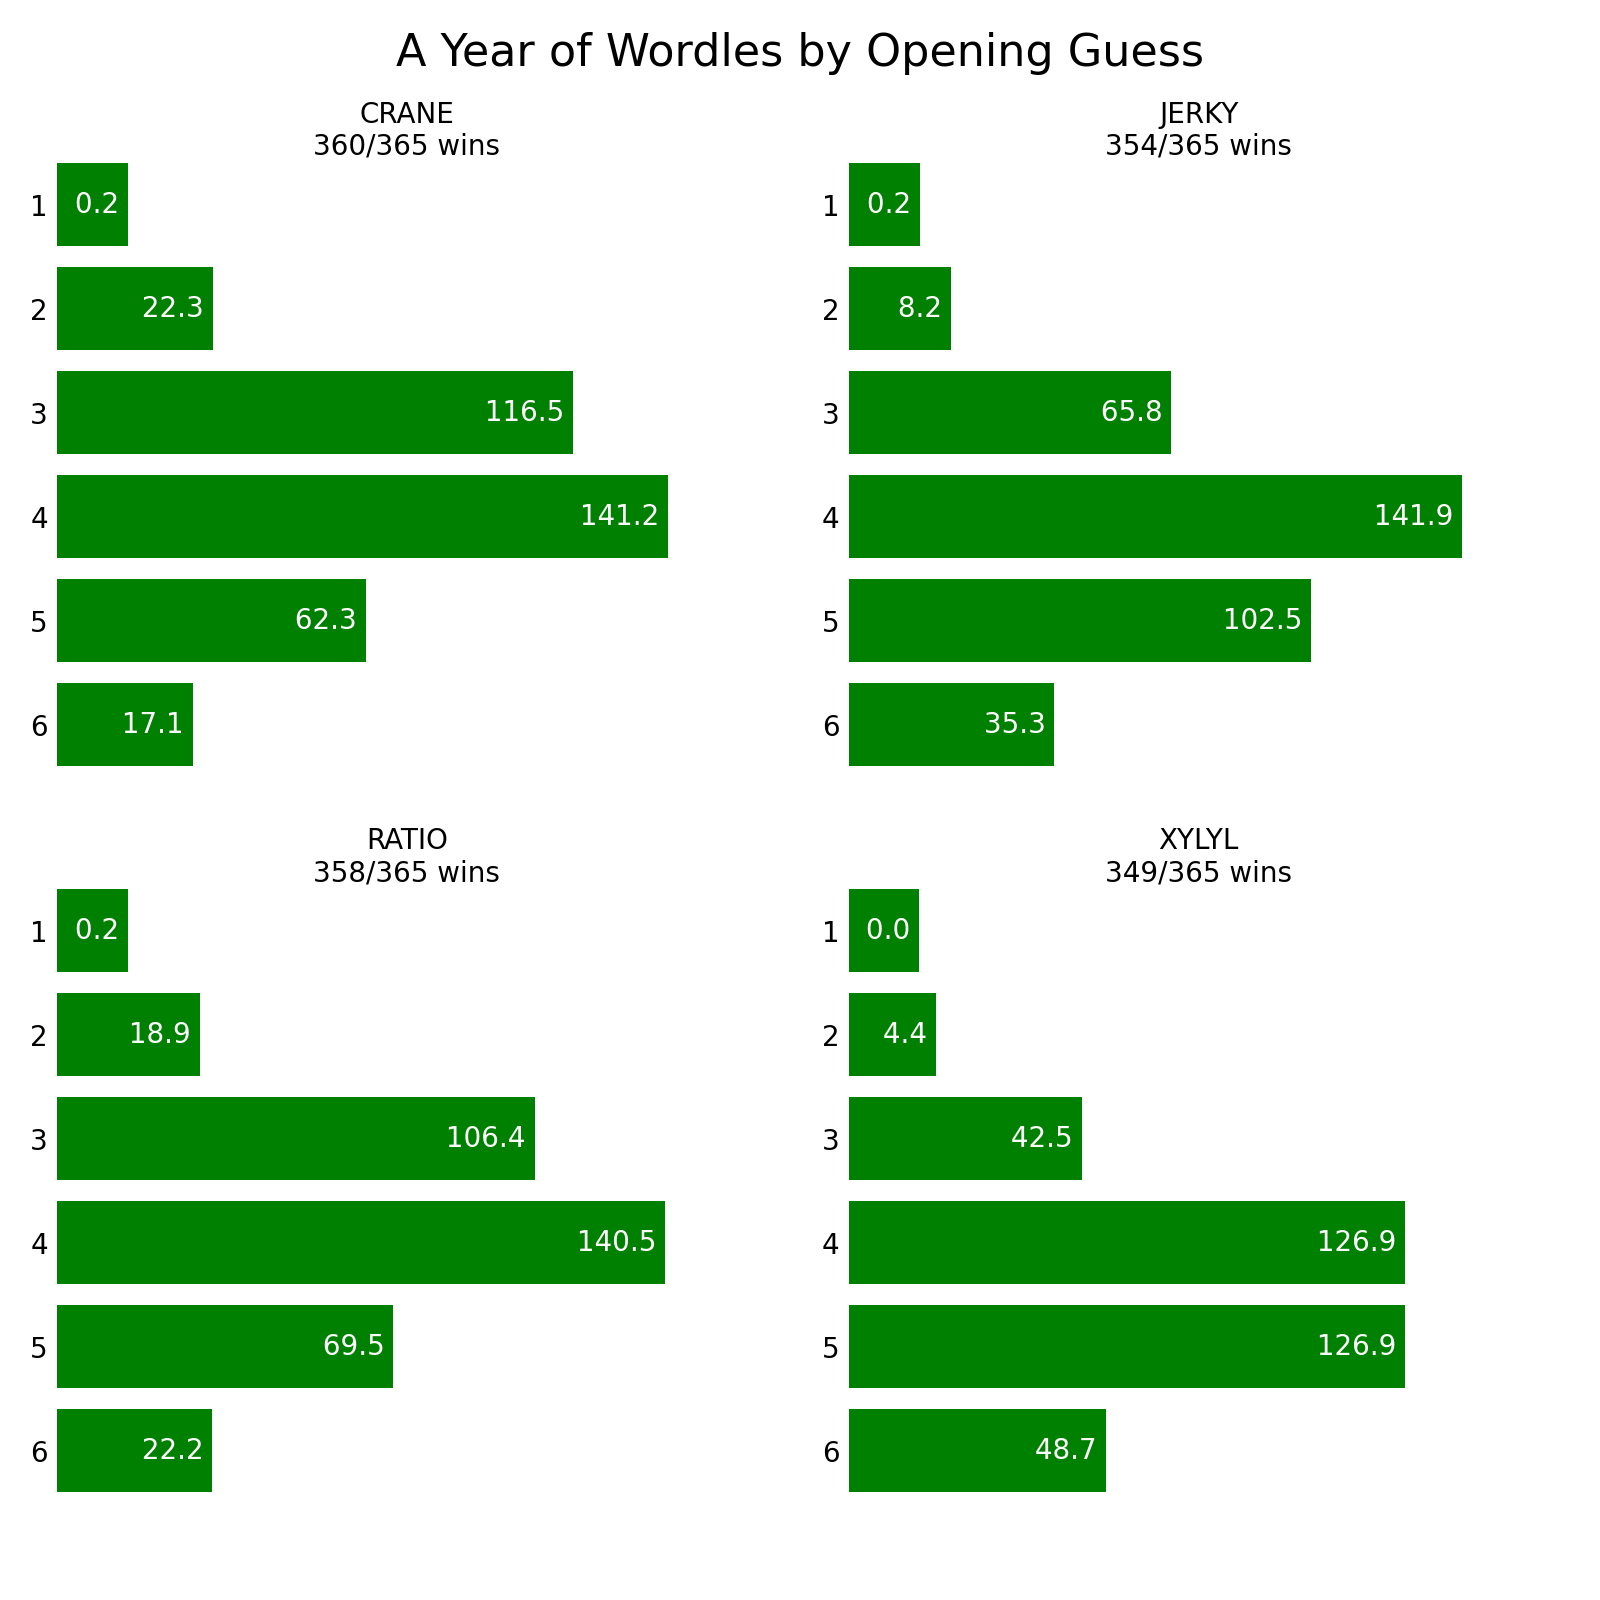 A Year of Wordles by Opening Guess
CRANE
360/365 wins
1 0.2
2 22.3
3 116.5
4 141.2
5 62.3
6 17.1
JERKY
354/365 wins
1 0.2
2 8.2
3 65.8
4 141.9
5 102.5
6 35.3
RATIO
358/365 wins
1 0.2
2 18.9
3 106.4
4 140.5
5 69.5
6 22.2
XYLYL
349/365 wins
1 0.0
2 4.4
3 42.5
4 126.9
5 126.9
6 48.7